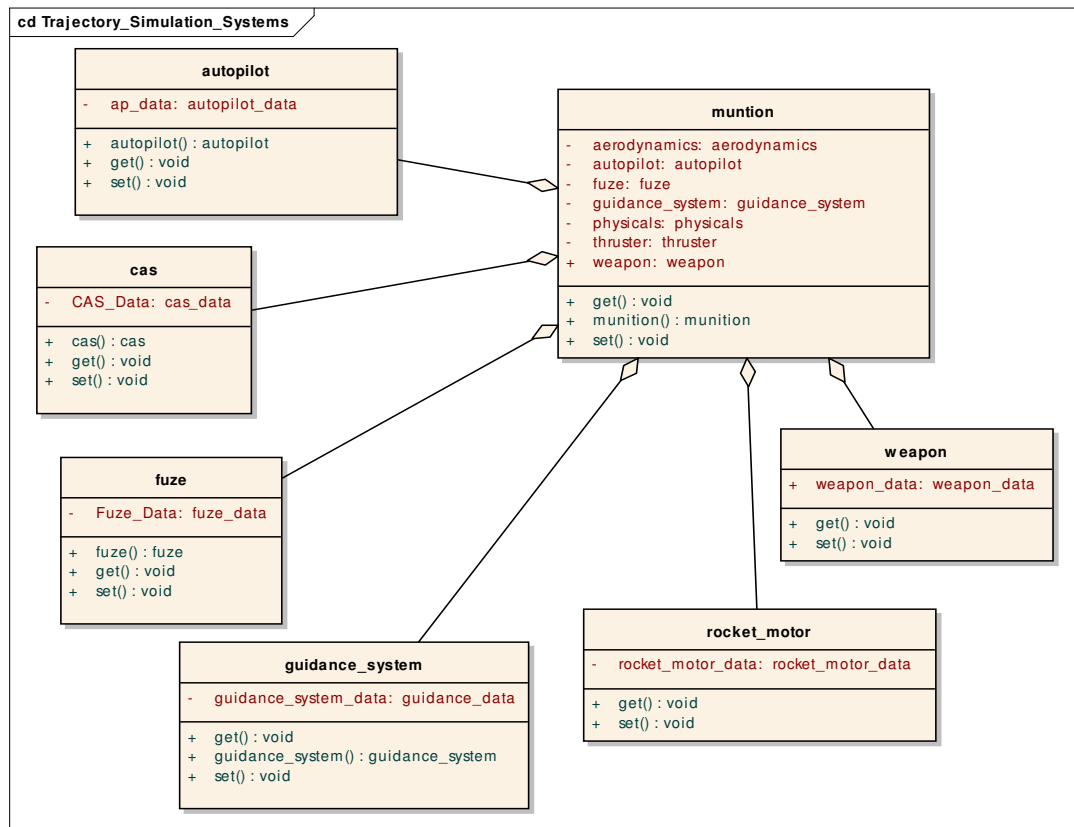 cd Trajectory_Simulation_Systems
autopilot
- ap_data: autopilot_data
+ autopilot() : autopilot
+ get() : void
+ set() : void
muntion
- aerodynamics: aerodynamics
- autopilot: autopilot
- fuze: fuze
- guidance_system: guidance_system
- physicals: physicals
- thruster: thruster
+ weapon: weapon
+ get() : void
+ munition() : munition
+ set() : void
cas
- CAS_Data: cas_data
+ cas() : cas
+ get() : void
+ set() : void
fuze
- Fuze_Data: fuze_data
+ fuze() : fuze
+ get() : void
+ set() : void
weapon
+ weapon_data: weapon_data
+ get() : void
+ set() : void
guidance_system
- guidance_system_data: guidance_data
+ get() : void
+ guidance_system() : guidance_system
+ set() : void
rocket_motor
- rocket_motor_data: rocket_motor_data
+ get() : void
+ set() : void